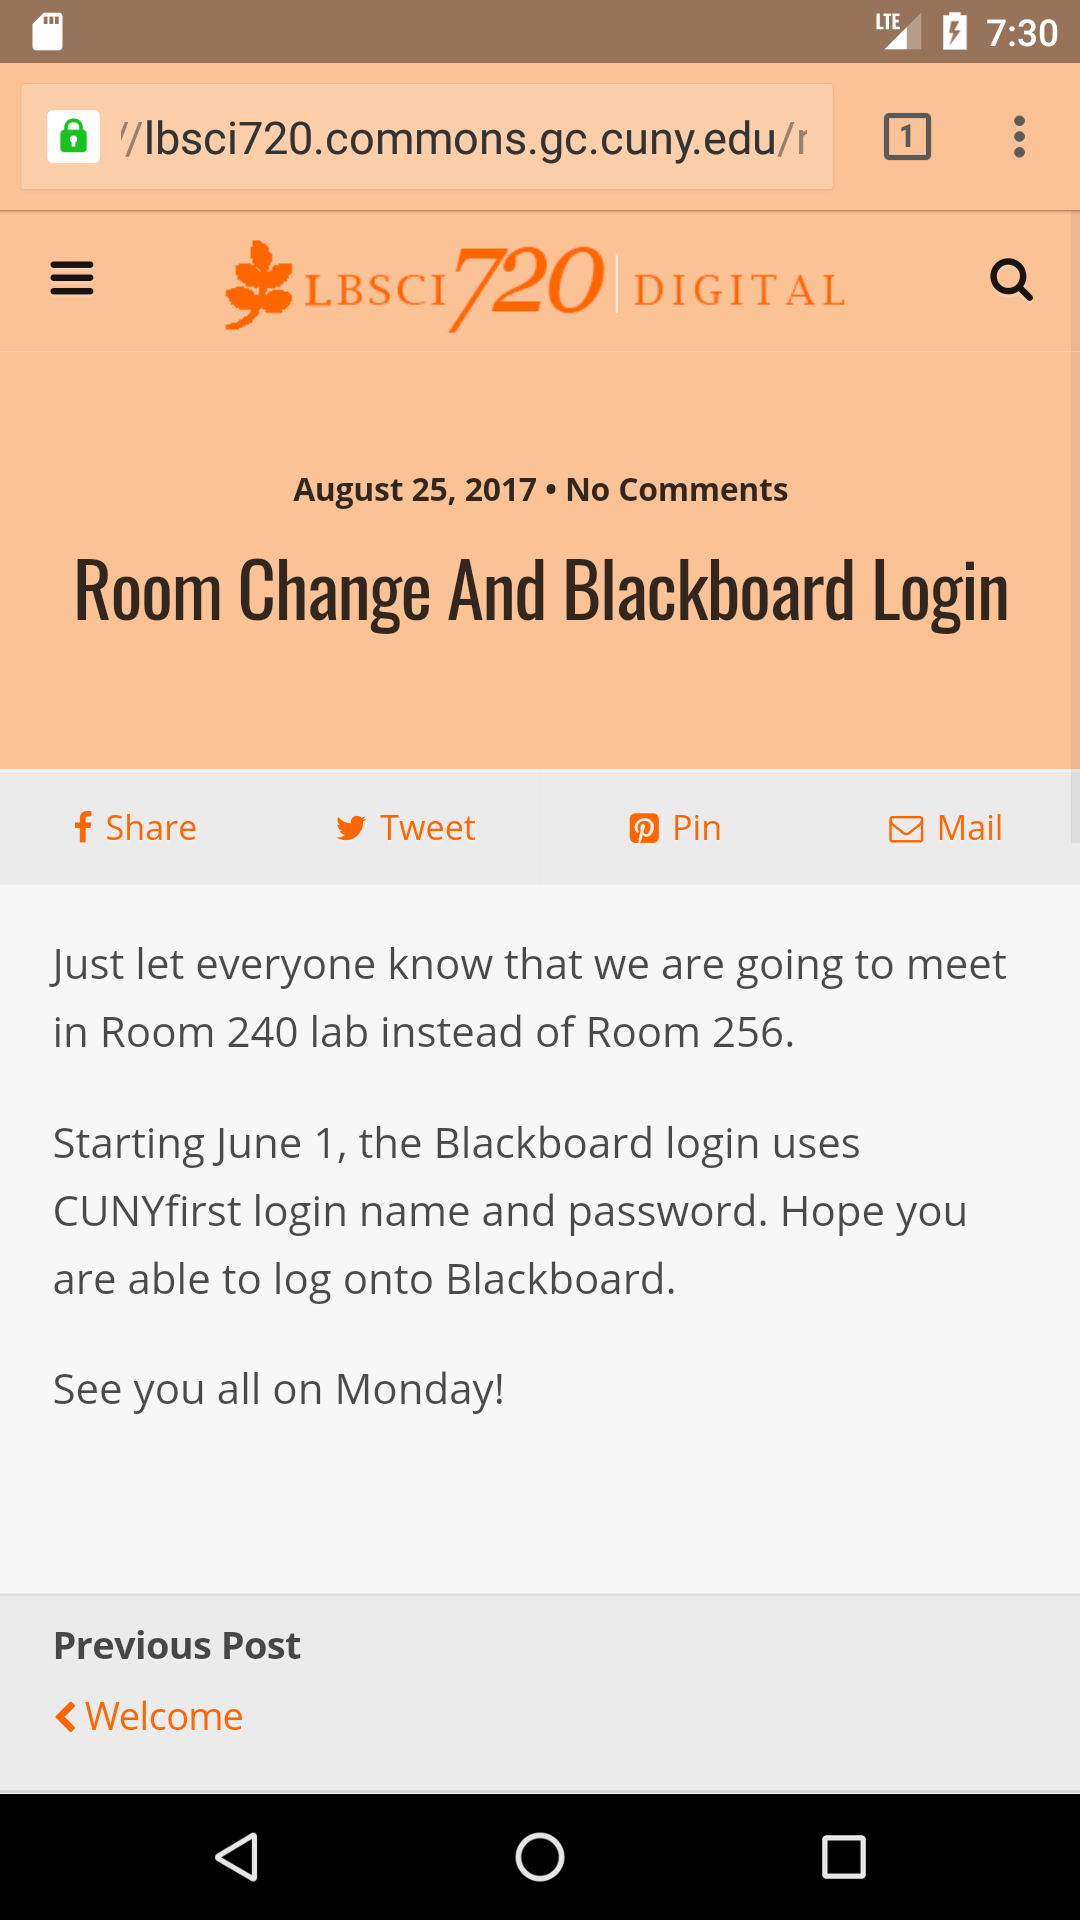 LTE 7:30
//lbsci720.commons.gc.cuny.edu/r
1
LBSCI 720 | DIGITAL
August 25, 2017 • No Comments
Room Change And Blackboard Login
Share Tweet Pin Mail
Just let everyone know that we are going to meet
in Room 240 lab instead of Room 256.
Starting June 1, the Blackboard login uses
CUNYfirst login name and password. Hope you
are able to log onto Blackboard.
See you all on Monday!
Previous Post
Welcome